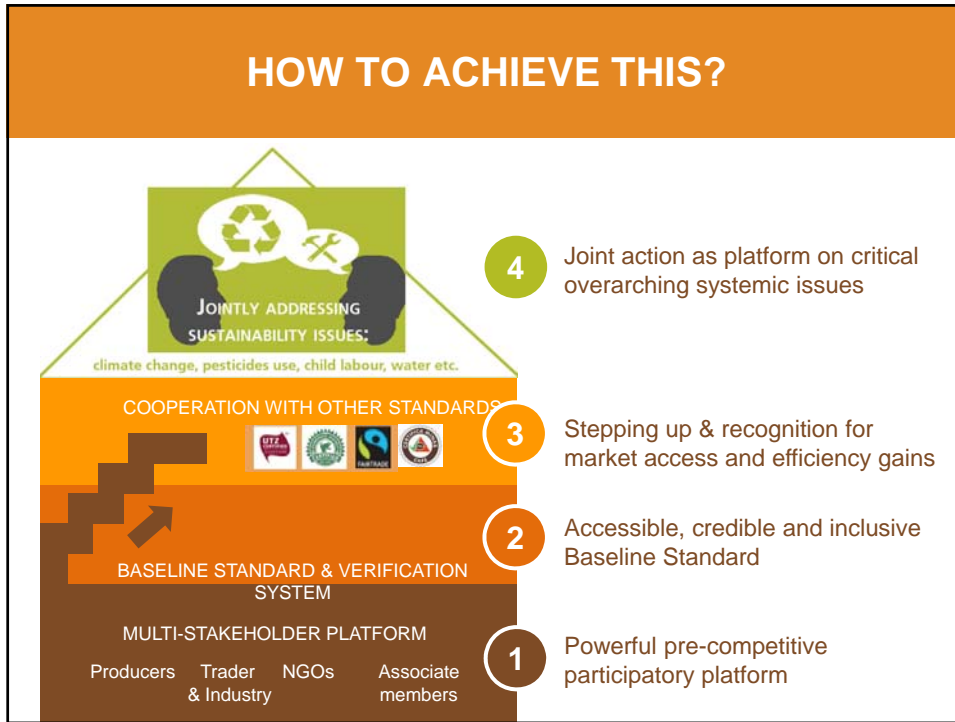 HOW TO ACHIEVE THIS?
JOINTLY ADDRESSING
SUSTAINABILITY ISSUES:
climate change, pesticides use, child labour, water etc.
4
Joint action as platform on critical
overarching systemic issues
COOPERATION WITH OTHER STANDARDS
UTZ
CERTIFIED
FAIRTRADE
3
Stepping up & recognition for
market access and efficiency gains
2
Accessible, credible and inclusive
Baseline Standard
BASELINE STANDARD & VERIFICATION
SYSTEM
MULTI-STAKEHOLDER PLATFORM
Producers
Trader
& Industry
NGOs
Associate
members
1
Powerful pre-competitive
participatory platform